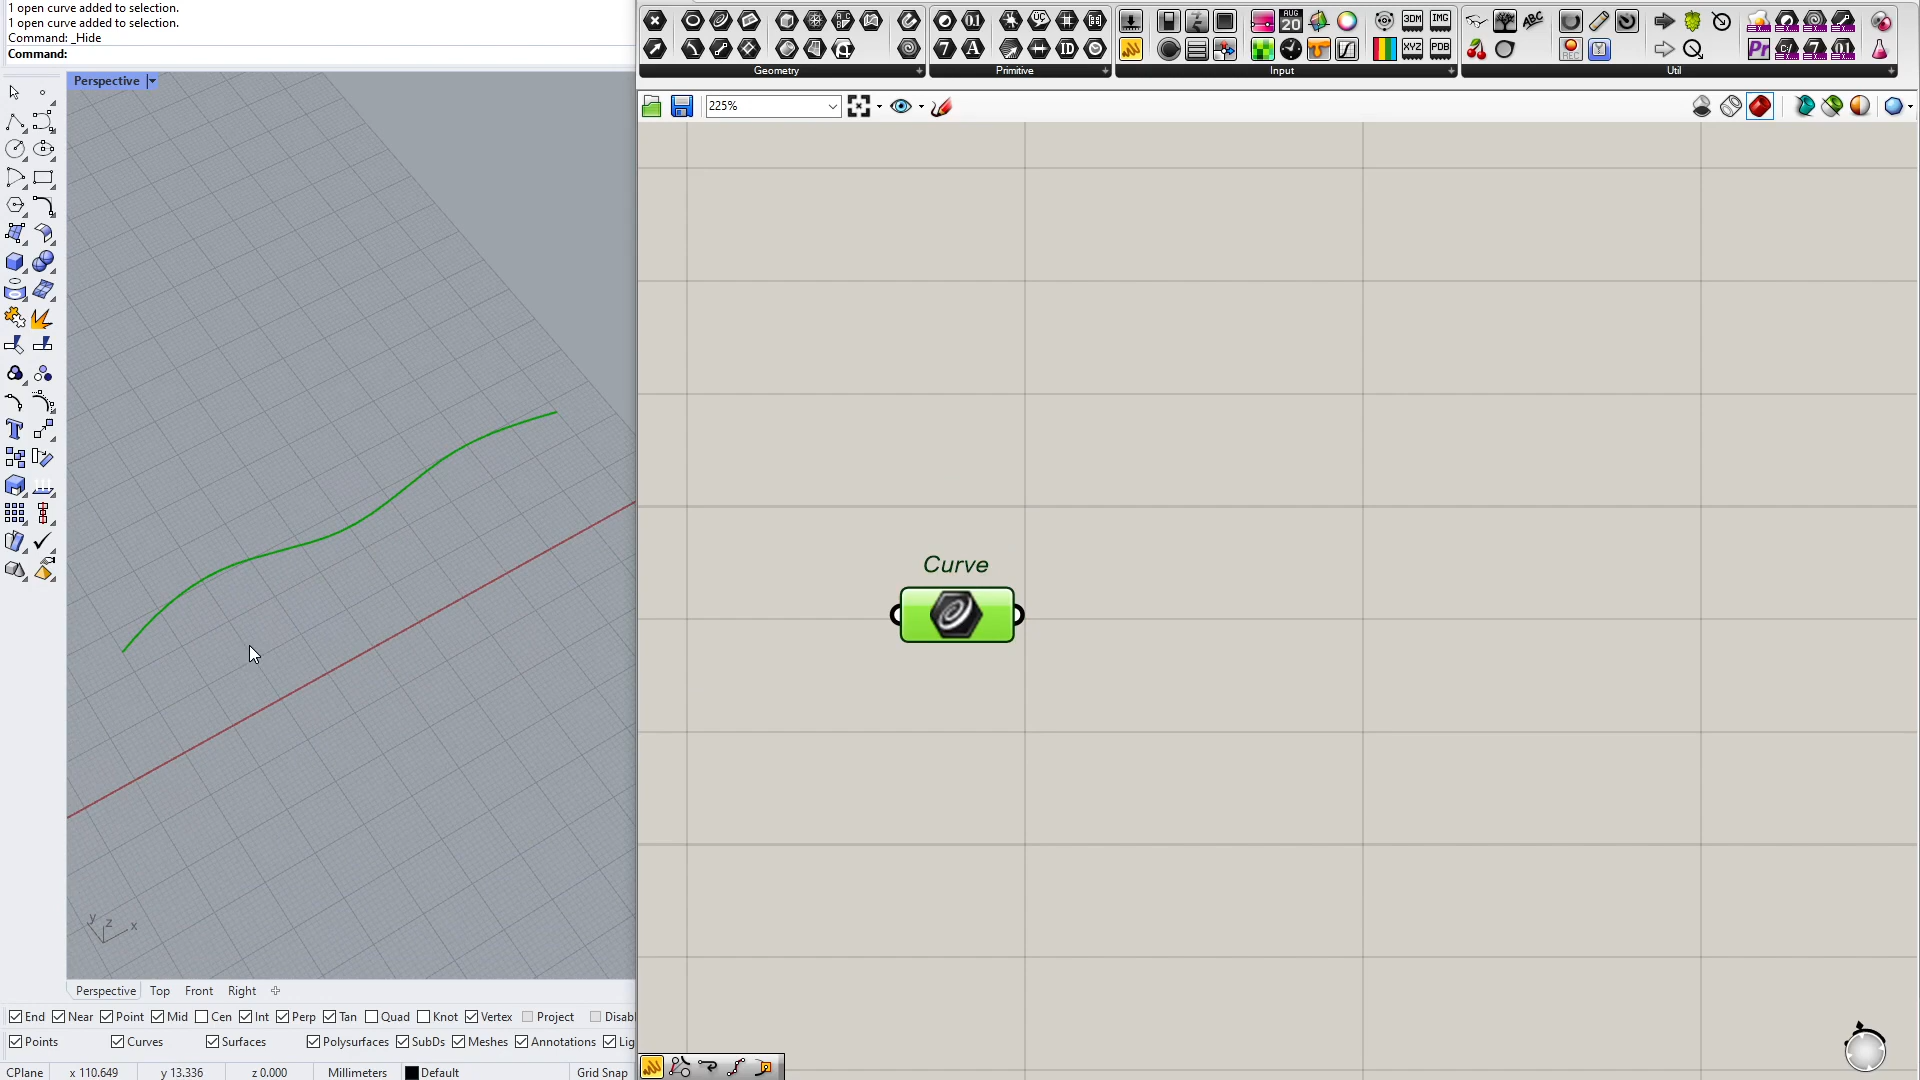 1 open curve added to selection.
1 open curve added to selection.
Command: _Hide
Command:
Perspective
Geometry
Primitive
Input
Util
225%
Curve
y z x
Perspective Top Front Right
End Near Point Mid Cen Int Perp Tan Quad Knot Vertex Project Disabl
Points Curves Surfaces Polysurfaces SubDs Meshes Annotations Lig
CPlane x 110.649 y 13.336 z 0.000 Millimeters Default Grid Snap